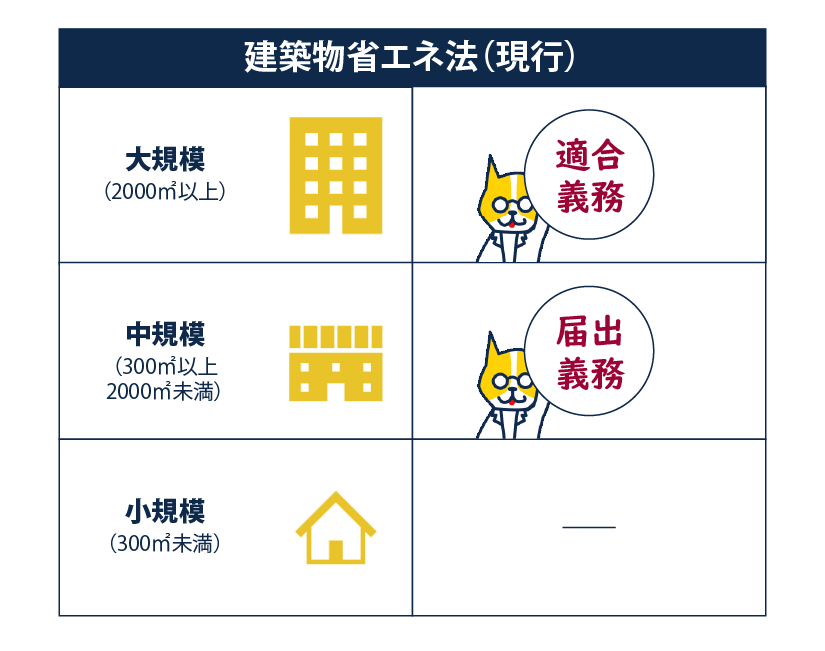 建築物省エネ法（現行）
大規模
（2000㎡以上）
適合
義務
中規模
（300㎡以上
2000㎡未満）
届出
義務
小規模
（300㎡未満）